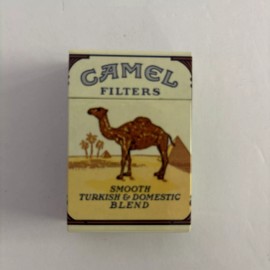 CAMEL
FILTERS
SMOOTH
TURKISH & DOMESTIC
BLEND